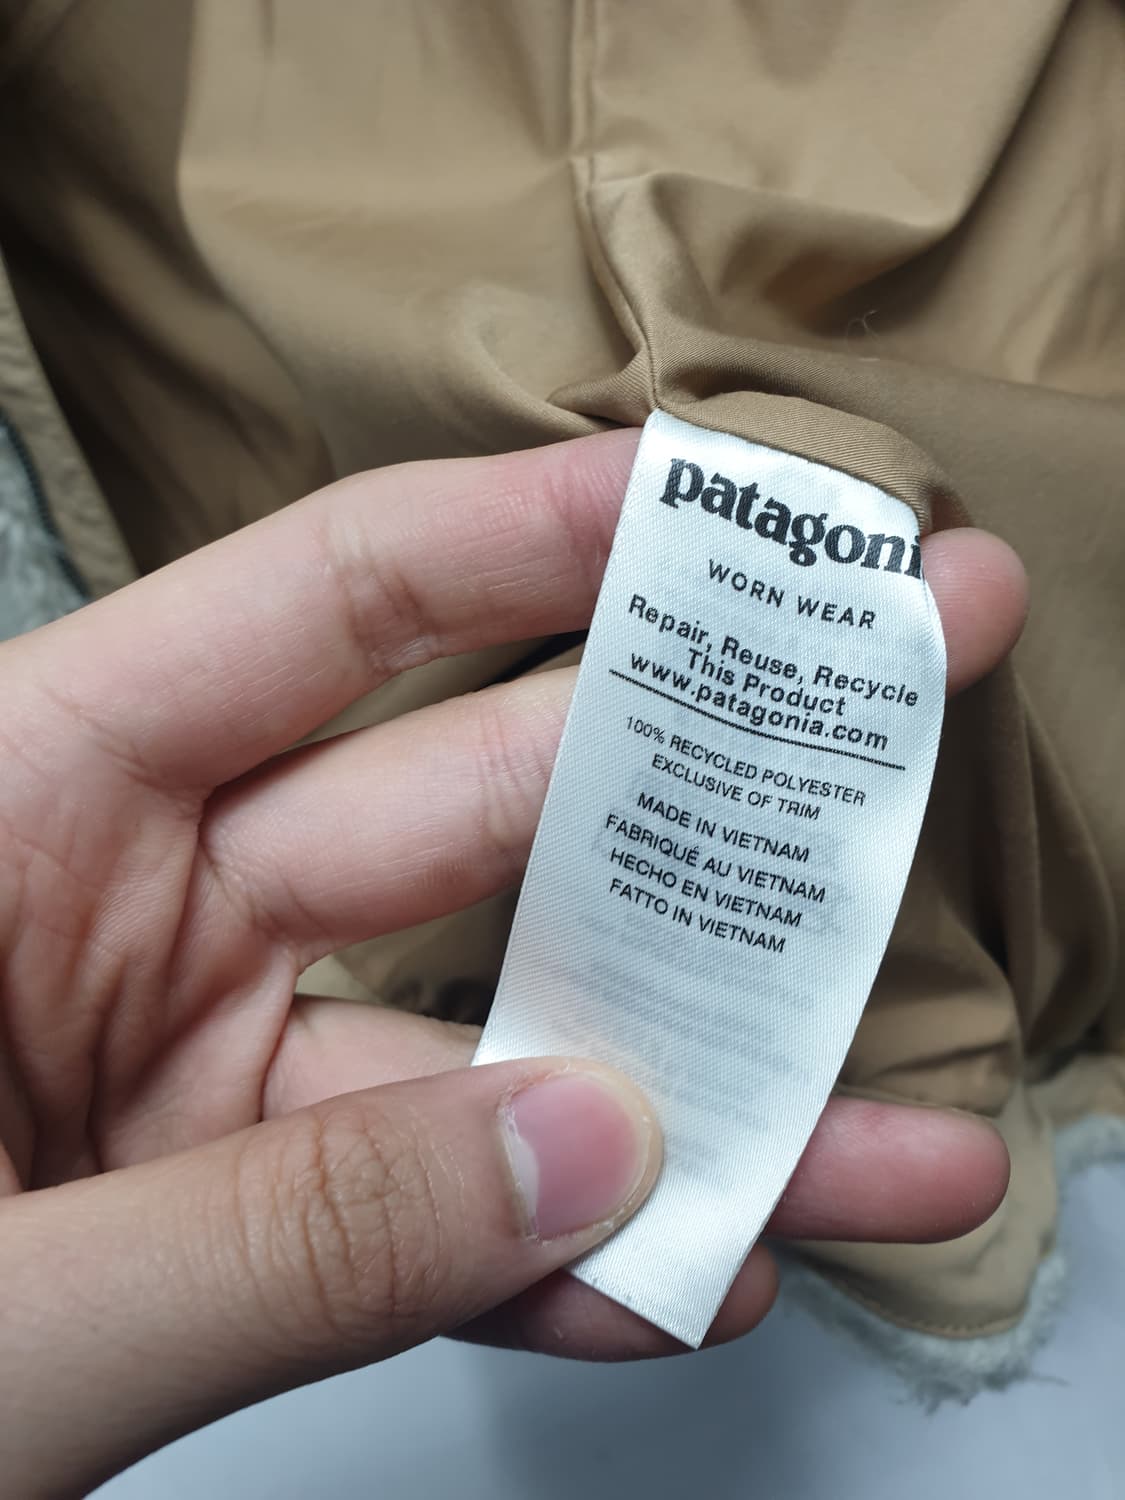 patagoni
WORN WEAR
Repair, Reuse, Recycle
This Product
www.patagonia.com
100% RECYCLED POLYESTER
EXCLUSIVE OF TRIM
MADE IN VIETNAM
FABRIQUÉ AU VIETNAM
HECHO EN VIETNAM
FATTO IN VIETNAM